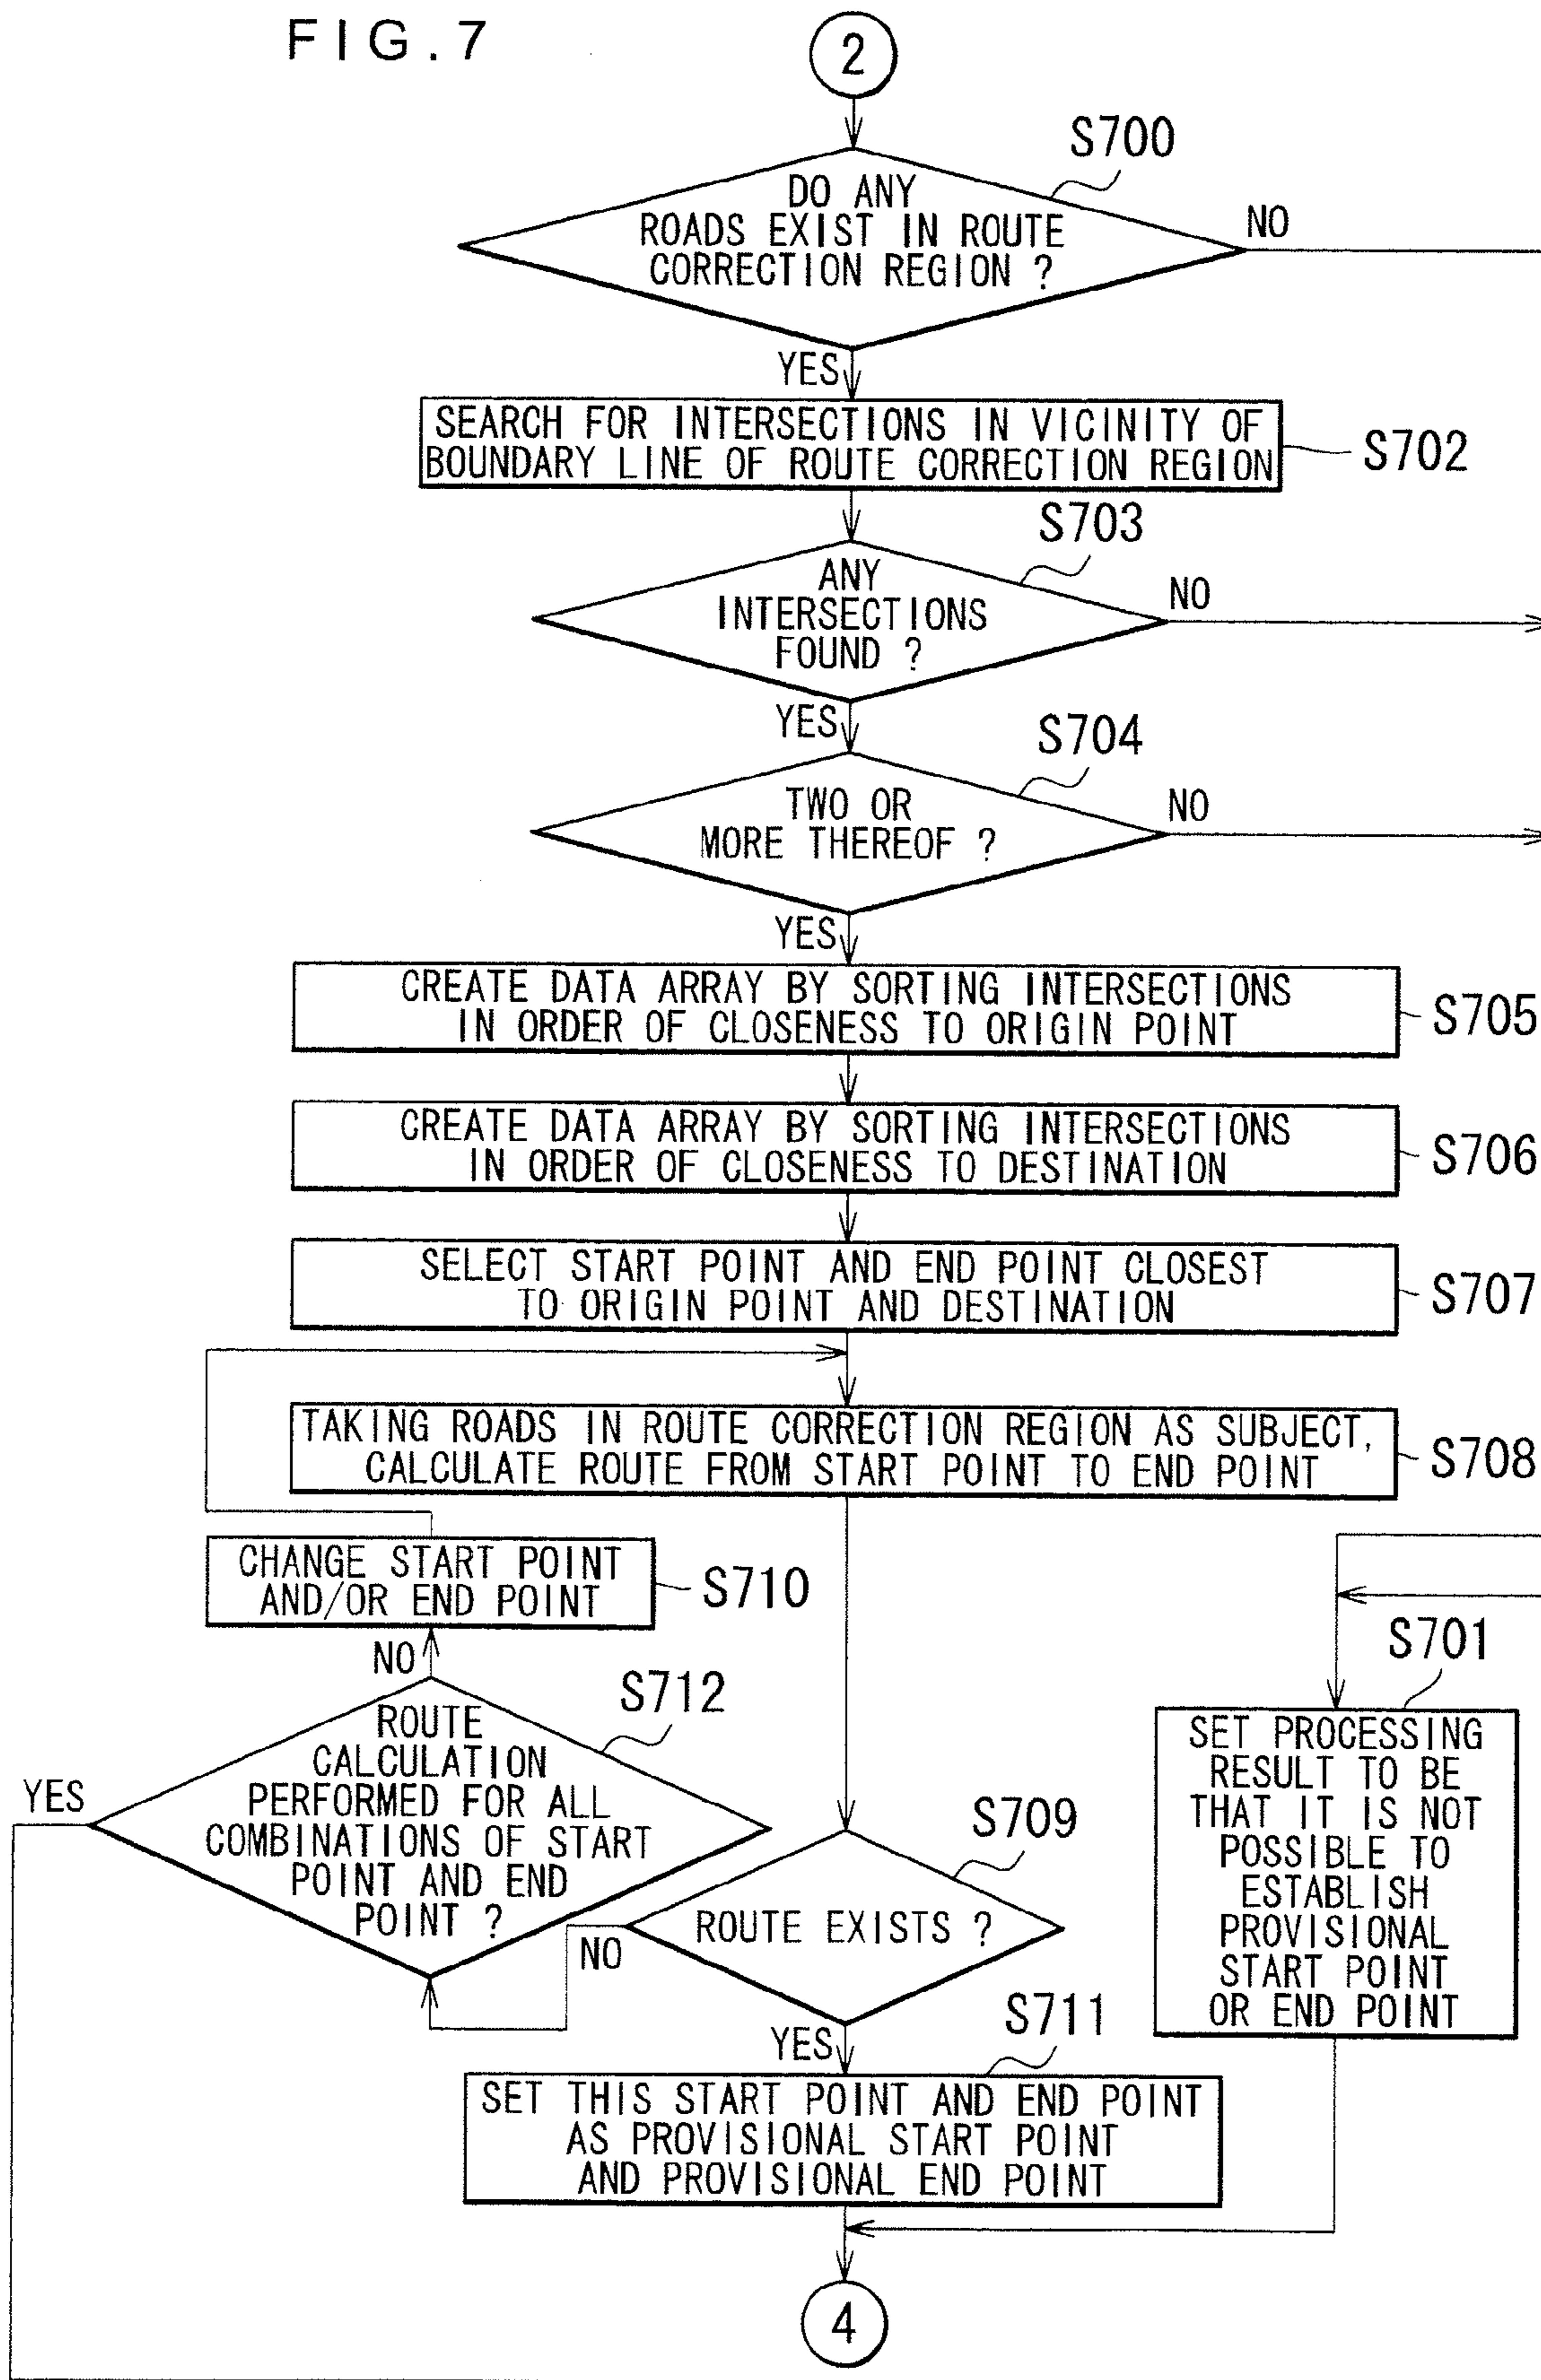 FIG.7
2
S700
DO ANY
ROADS EXIST IN ROUTE
CORRECTION REGION ?
NO
YES
SEARCH FOR INTERSECTIONS IN VICINITY OF
BOUNDARY LINE OF ROUTE CORRECTION REGION
S702
S703
ANY
INTERSECTIONS
FOUND ?
NO
YES
S704
TWO OR
MORE THEREOF ?
NO
YES
CREATE DATA ARRAY BY SORTING INTERSECTIONS
IN ORDER OF CLOSENESS TO ORIGIN POINT
S705
CREATE DATA ARRAY BY SORTING INTERSECTIONS
IN ORDER OF CLOSENESS TO DESTINATION
S706
SELECT START POINT AND END POINT CLOSEST
TO ORIGIN POINT AND DESTINATION
S707
TAKING ROADS IN ROUTE CORRECTION REGION AS SUBJECT,
CALCULATE ROUTE FROM START POINT TO END POINT
S708
CHANGE START POINT
AND/OR END POINT
S710
NO
S712
ROUTE
CALCULATION
PERFORMED FOR ALL
COMBINATIONS OF START
POINT AND END
POINT ?
YES
S709
ROUTE EXISTS ?
NO
YES
S701
SET PROCESSING
RESULT TO BE
THAT IT IS NOT
POSSIBLE TO
ESTABLISH
PROVISIONAL
START POINT
OR END POINT
S711
SET THIS START POINT AND END POINT
AS PROVISIONAL START POINT
AND PROVISIONAL END POINT
4